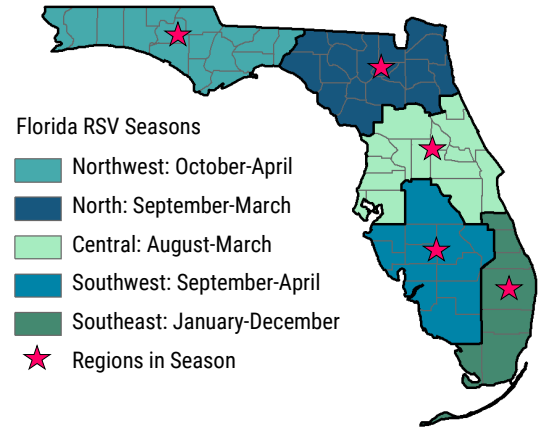 Florida RSV Seasons
Northwest: October-April
North: September-March
Central: August-March
Southwest: September-April
Southeast: January-December
Regions in Season